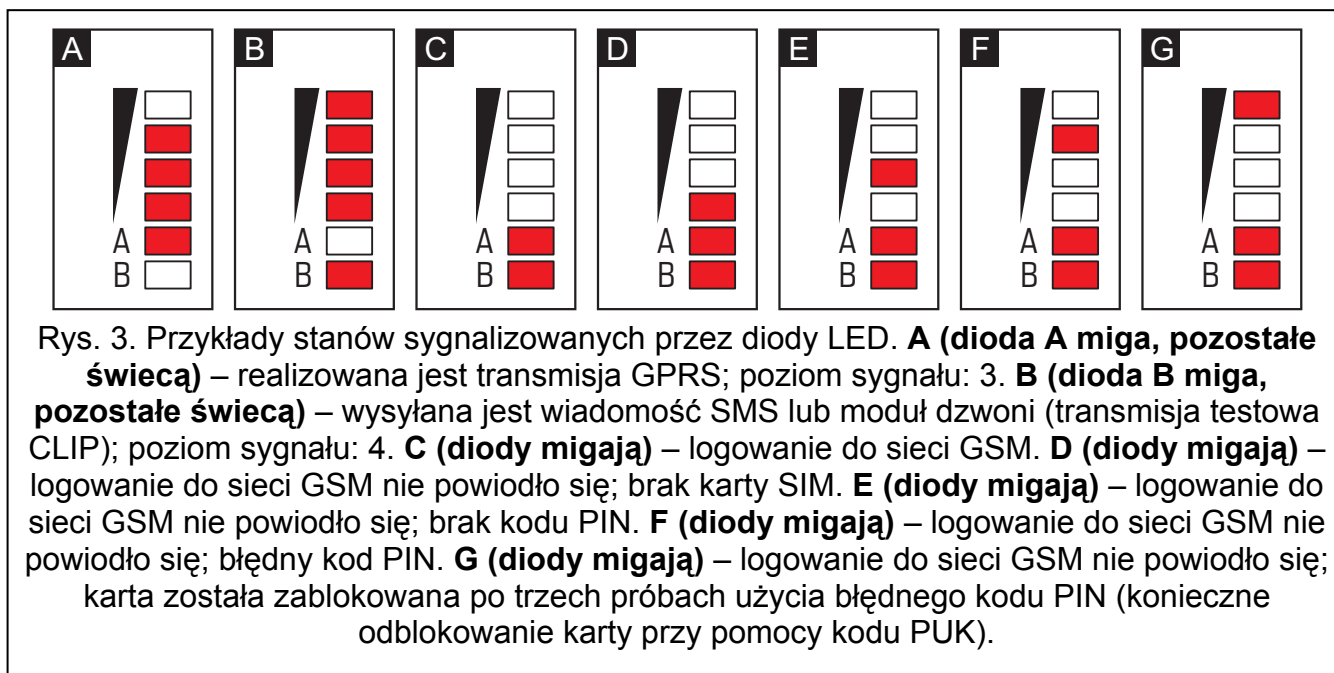 A B C D E F G
A A A A A A A
B B B B B B B
Rys. 3. Przykłady stanów sygnalizowanych przez diody LED. A (dioda A miga, pozostałe
świecą) – realizowana jest transmisja GPRS; poziom sygnału: 3. B (dioda B miga,
pozostałe świecą) – wysyłana jest wiadomość SMS lub moduł dzwoni (transmisja testowa
CLIP); poziom sygnału: 4. C (diody migają) – logowanie do sieci GSM. D (diody migają) –
logowanie do sieci GSM nie powiodło się; brak karty SIM. E (diody migają) – logowanie do
sieci GSM nie powiodło się; brak kodu PIN. F (diody migają) – logowanie do sieci GSM nie
powiodło się; błędny kod PIN. G (diody migają) – logowanie do sieci GSM nie powiodło się;
karta została zablokowana po trzech próbach użycia błędnego kodu PIN (konieczne
odblokowanie karty przy pomocy kodu PUK).